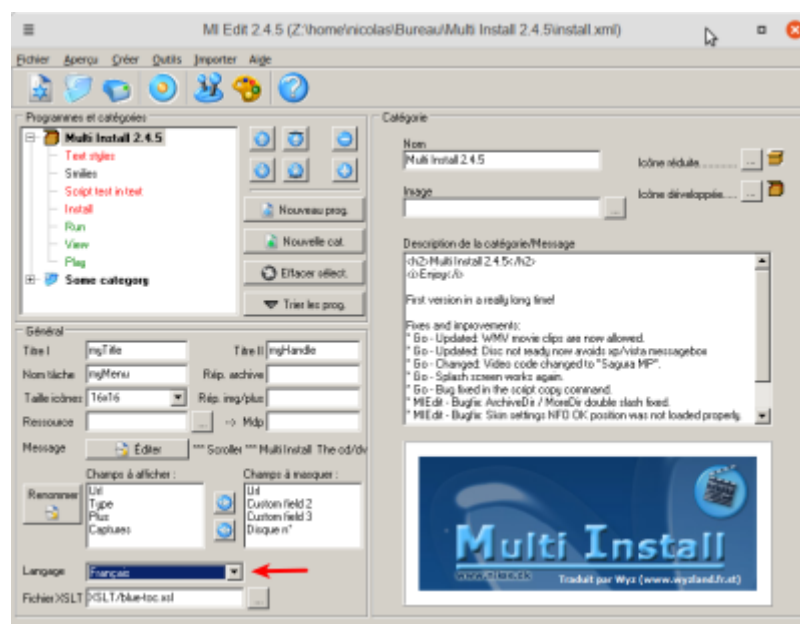 MI Edit 2.4.5 (Z:\home\nicolas\Bureau\Multi Install 2.4.5\install.xml)
Fichier Aperçu Créer Outils Importer Aide
Programmes et catégories
Multi Install 2.4.5
Text styles
Smilies
Script test in text
Install
Run
View
Play
Some category
Nouveau prog.
Nouvelle cat.
Effacer sélect.
Trier les prog.
Général
Titre I myTitle Titre II myHandle
Nom tâche myMenu Rép. archive
Taille icônes 16x16 Rép. img/plus
Ressource ... -> Mdp
Message Éditer *** Scroller *** Multi Install The cd/dv
Champs à afficher : Champs à masquer :
Renommer
Url
Type
Plus
Captures
Url
Custom field 2
Custom field 3
Disque n°
Langage Français
Fichier XSLT XSLT/blue-toc.xsl ...
Catégorie
Nom
Multi Install 2.4.5
Icône réduite......... ...
Image
...
Icône développée..... ...
Description de la catégorie/Message
<h2>Multi Install 2.4.5</h2>
<i>Enjoy</i>
First version in a really long time!
Fixes and improvements:
* Go - Updated: WMV movie clips are now allowed.
* Go - Updated: Disc not ready now avoids xp/vista messagebox
* Go - Changed: Video code changed to "Sagura MP".
* Go - Splash screen works again.
* Go - Bug fixed in the script copy command.
* MIEdit - Bugfix: ArchiveDir / MoreDir double slash fixed.
* MIEdit - Bugfix: Skin settings NFO OK position was not loaded properly.
Multi Install
Traduit par Wyz (www.wyzland.fr.st)